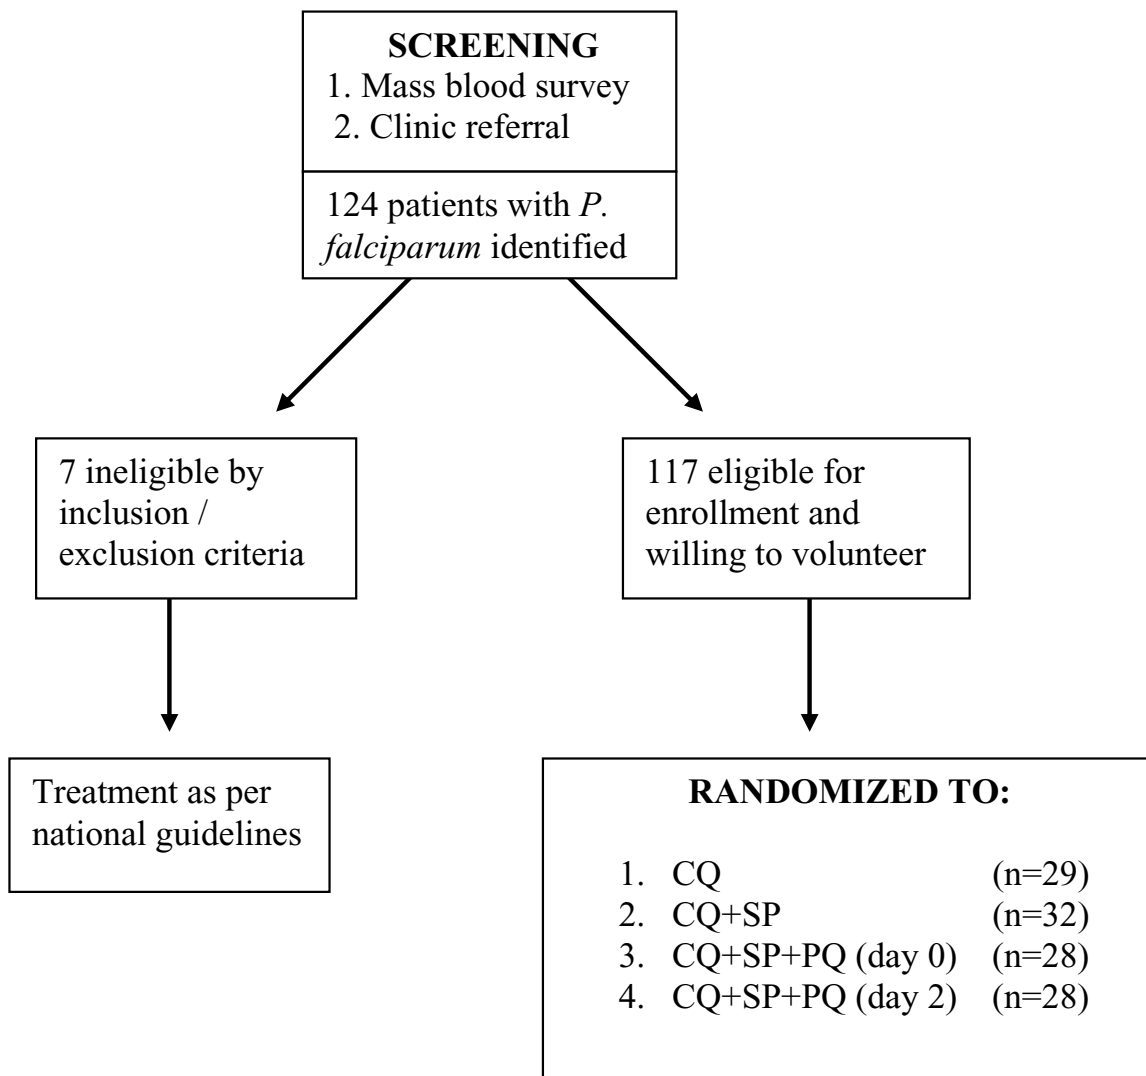 SCREENING
1. Mass blood survey
2. Clinic referral
124 patients with P.
falciparum identified
7 ineligible by
inclusion /
exclusion criteria
117 eligible for
enrollment and
willing to volunteer
Treatment as per
national guidelines
RANDOMIZED TO:
1. CQ (n=29)
2. CQ+SP (n=32)
3. CQ+SP+PQ (day 0) (n=28)
4. CQ+SP+PQ (day 2) (n=28)